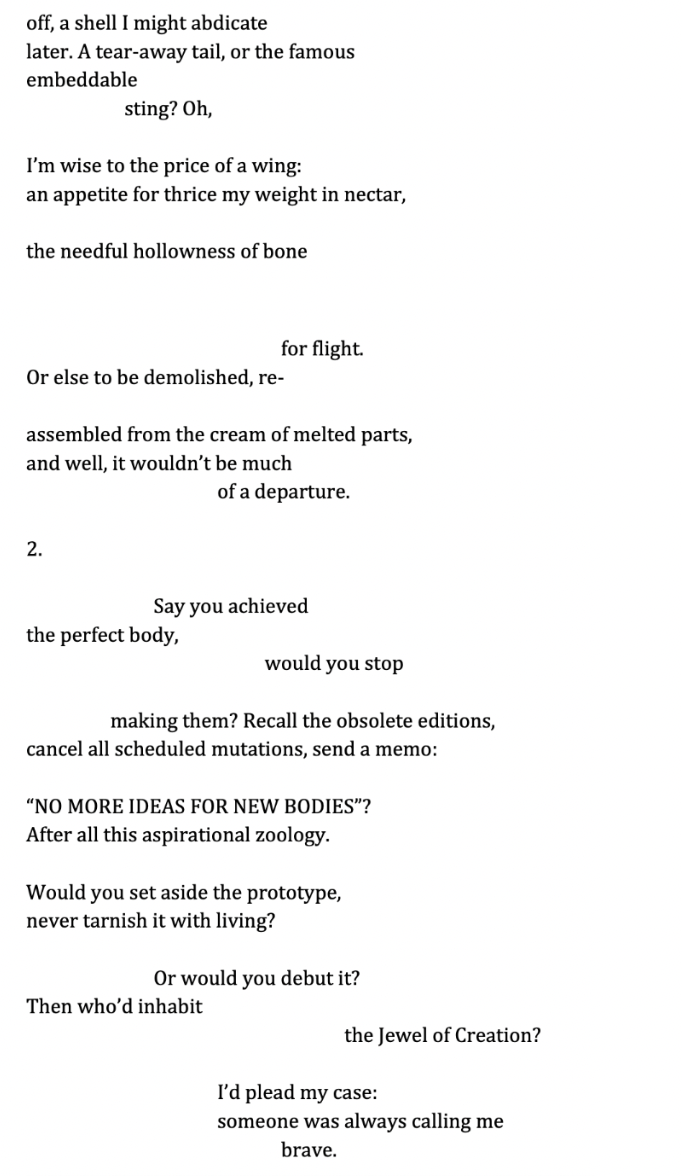 off, a shell I might abdicate
later. A tear-away tail, or the famous
embeddable
sting? Oh,
I’m wise to the price of a wing:
an appetite for thrice my weight in nectar,
the needful hollowness of bone
for flight.
Or else to be demolished, re-
assembled from the cream of melted parts,
and well, it wouldn’t be much
of a departure.
2.
Say you achieved
the perfect body,
would you stop
making them? Recall the obsolete editions,
cancel all scheduled mutations, send a memo:
“NO MORE IDEAS FOR NEW BODIES”?
After all this aspirational zoology.
Would you set aside the prototype,
never tarnish it with living?
Or would you debut it?
Then who’d inhabit
the Jewel of Creation?
I’d plead my case:
someone was always calling me
brave.